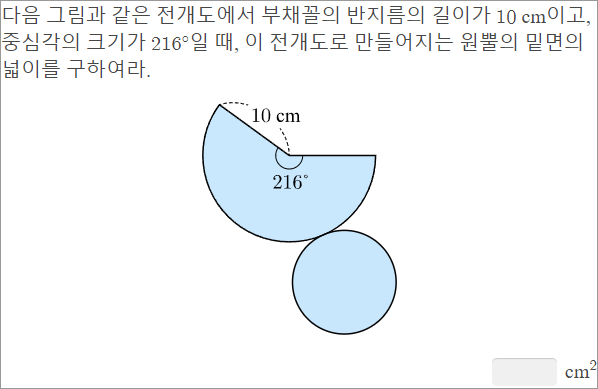 다음 그림과 같은 전개도에서 부채꼴의 반지름의 길이가 10 cm이고,
중심각의 크기가 216°일 때, 이 전개도로 만들어지는 원뿔의 밑면의
넓이를 구하여라.
10 cm
216°
cm²